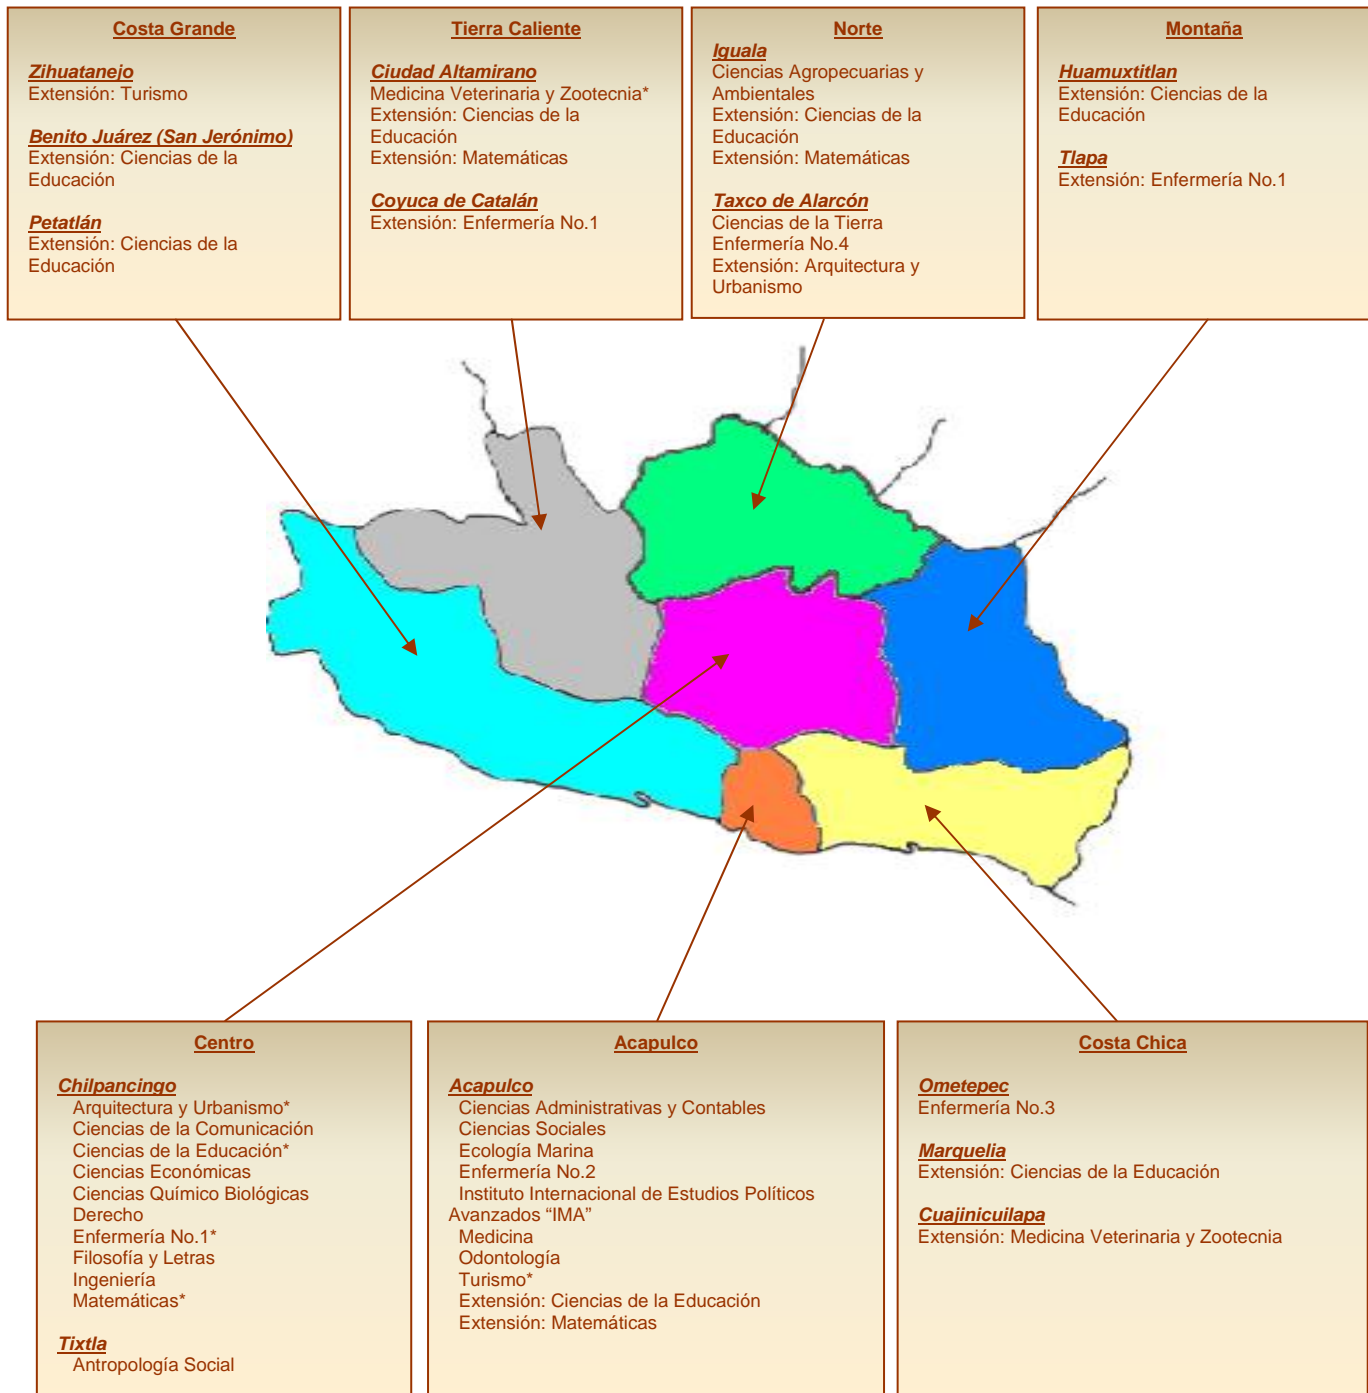 Costa Grande
Zihuatanejo
Extensión: Turismo
Benito Juárez (San Jerónimo)
Extensión: Ciencias de la
Educación
Petatlán
Extensión: Ciencias de la
Educación
Tierra Caliente
Ciudad Altamirano
Medicina Veterinaria y Zootecnia*
Extensión: Ciencias de la
Educación
Extensión: Matemáticas
Coyuca de Catalán
Extensión: Enfermería No.1
Norte
Iguala
Ciencias Agropecuarias y
Ambientales
Extensión: Ciencias de la
Educación
Extensión: Matemáticas
Taxco de Alarcón
Ciencias de la Tierra
Enfermería No.4
Extensión: Arquitectura y
Urbanismo
Montaña
Huamuxtitlan
Extensión: Ciencias de la
Educación
Tlapa
Extensión: Enfermería No.1
Centro
Chilpancingo
Arquitectura y Urbanismo*
Ciencias de la Comunicación
Ciencias de la Educación*
Ciencias Económicas
Ciencias Químico Biológicas
Derecho
Enfermería No.1*
Filosofía y Letras
Ingeniería
Matemáticas*
Tixtla
Antropología Social
Acapulco
Acapulco
Ciencias Administrativas y Contables
Ciencias Sociales
Ecología Marina
Enfermería No.2
Instituto Internacional de Estudios Políticos
Avanzados “IMA”
Medicina
Odontología
Turismo*
Extensión: Ciencias de la Educación
Extensión: Matemáticas
Costa Chica
Ometepec
Enfermería No.3
Marquelia
Extensión: Ciencias de la Educación
Cuajinicuilapa
Extensión: Medicina Veterinaria y Zootecnia